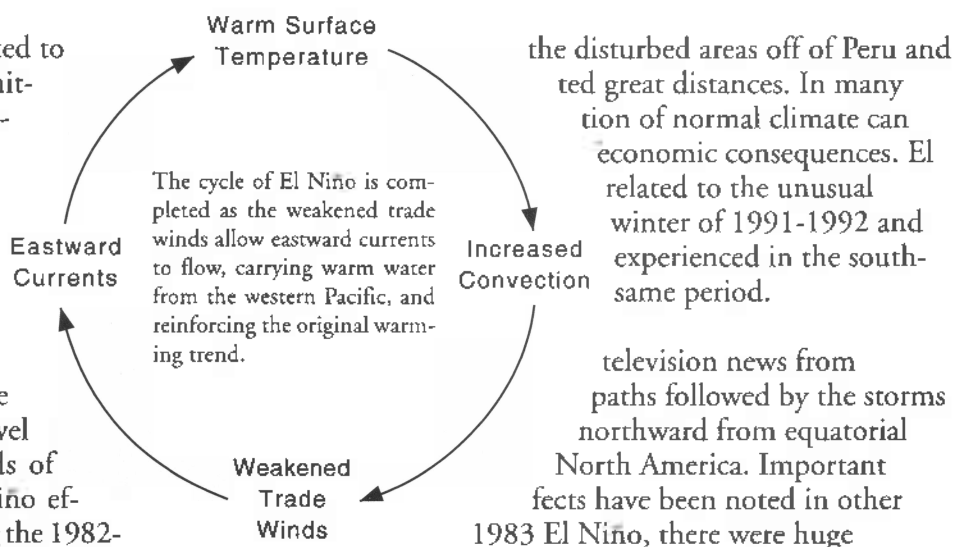 Warm Surface
Temperature
Eastward
Currents
The cycle of El Niño is com-
pleted as the weakened trade
winds allow eastward currents
to flow, carrying warm water
from the western Pacific, and
reinforcing the original warm-
ing trend.
Increased
Convection
Weakened
Trade
Winds
ted to
vel
ls of
iño ef-
the 1982-
the disturbed areas off of Peru and
ted great distances. In many
tion of normal climate can
economic consequences. El
related to the unusual
winter of 1991-1992 and
experienced in the south-
same period.
television news from
paths followed by the storms
northward from equatorial
North America. Important
fects have been noted in other
1983 El Niño, there were huge